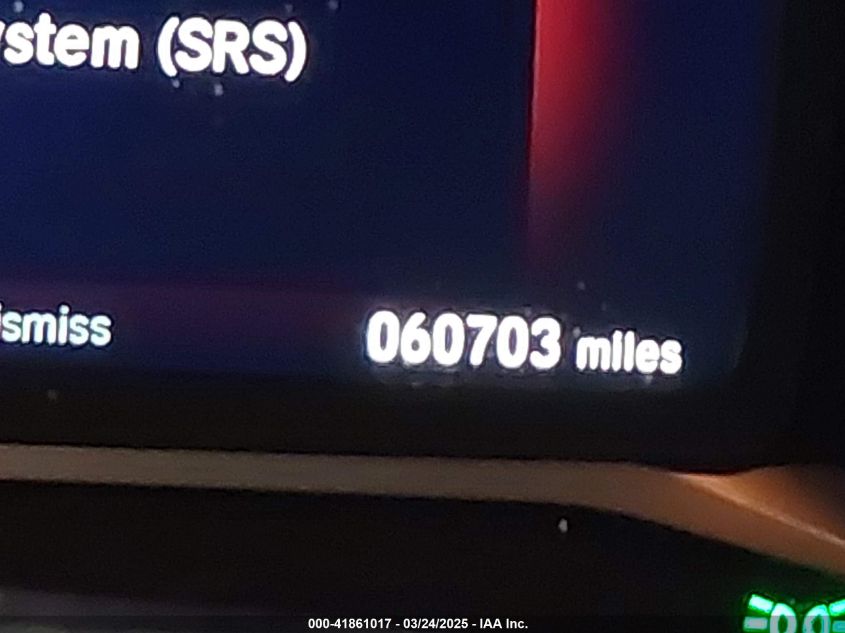 ystem (SRS)
ismiss
060703 miles
000-41861017 - 03/24/2025 - IAA Inc.